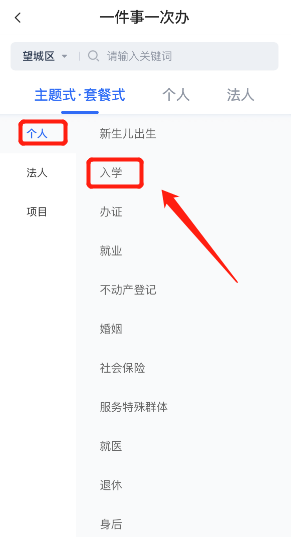 一件事一次办
望城区 请输入关键词
主题式·套餐式 个人 法人
个人 新生儿出生
法人 入学
项目 办证
就业
不动产登记
婚姻
社会保险
服务特殊群体
就医
退休
身后